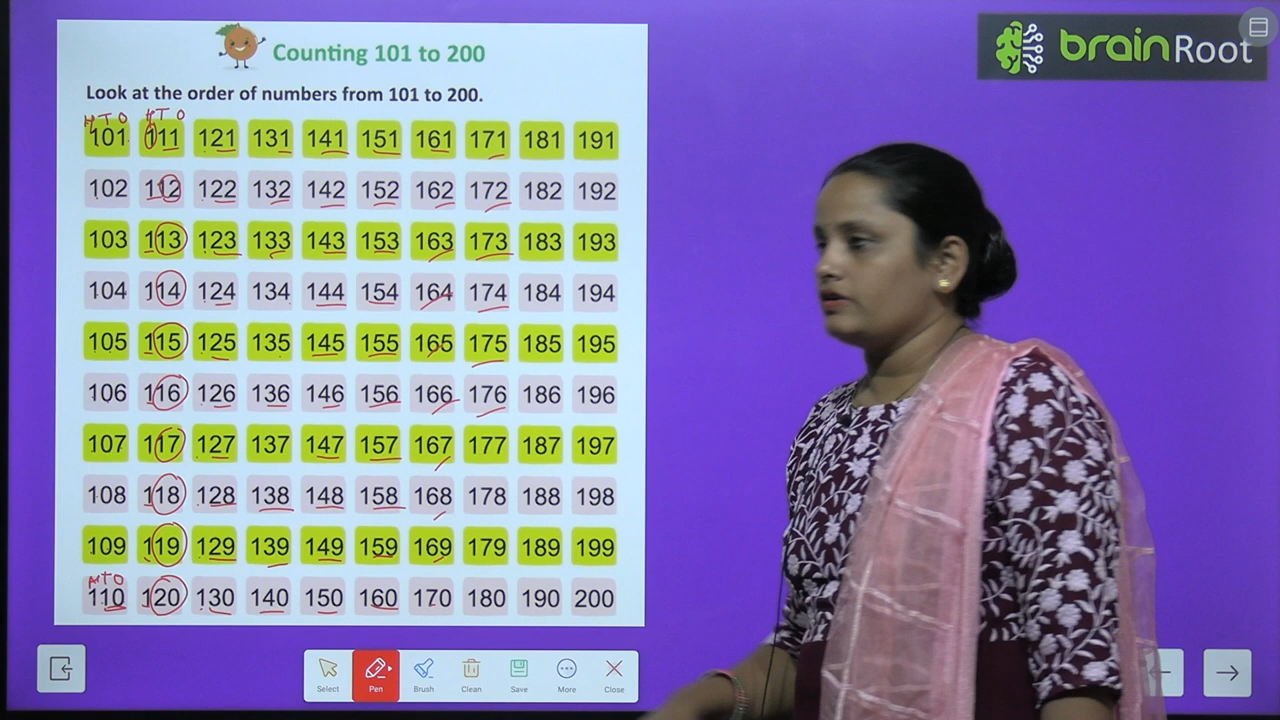 brainRoot
Counting 101 to 200
Look at the order of numbers from 101 to 200.
H T O H T O
101 111 121 131 141 151 161 171 181 191
102 112 122 132 142 152 162 172 182 192
103 113 123 133 143 153 163 173 183 193
104 114 124 134 144 154 164 174 184 194
105 115 125 135 145 155 165 175 185 195
106 116 126 136 146 156 166 176 186 196
107 117 127 137 147 157 167 177 187 197
108 118 128 138 148 158 168 178 188 198
109 119 129 139 149 159 169 179 189 199
H T O
110 120 130 140 150 160 170 180 190 200
Select Pen Brush Clean Save More Close